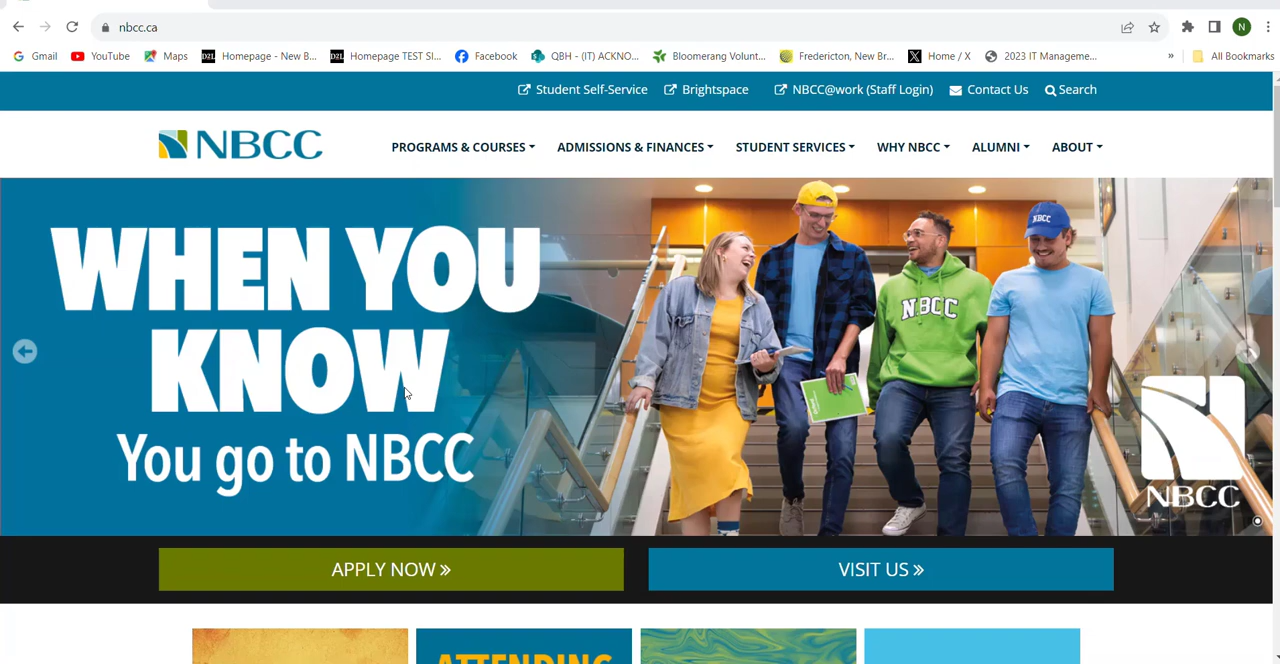 nbcc.ca
N
Gmail YouTube Maps D2L Homepage - New B... D2L Homepage TEST SI... Facebook QBH - (IT) ACKNO... Bloomerang Volunt... Fredericton, New Br... Home / X 2023 IT Manageme... » All Bookmarks
Student Self-Service Brightspace NBCC@work (Staff Login) Contact Us Search
NBCC PROGRAMS & COURSES ADMISSIONS & FINANCES STUDENT SERVICES WHY NBCC ALUMNI ABOUT
WHEN YOU
KNOW
You go to NBCC
NBCC
NBCC
NBCC
APPLY NOW » VISIT US »
ATTENDING